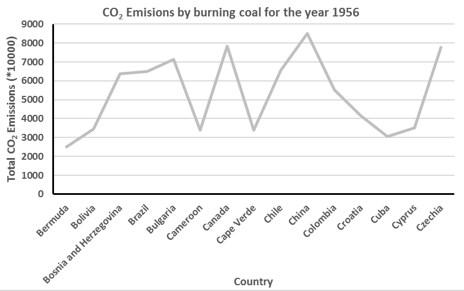 CO₂ Emisions by burning coal for the year 1956
Total CO₂ Emissions (*10000)
9000
8000
7000
6000
5000
4000
3000
2000
1000
0
Bermuda
Bolivia
Bosnia and Herzegovina
Brazil
Bulgaria
Cameroon
Canada
Cape Verde
Chile
China
Colombia
Croatia
Cuba
Cyprus
Czechia
Country